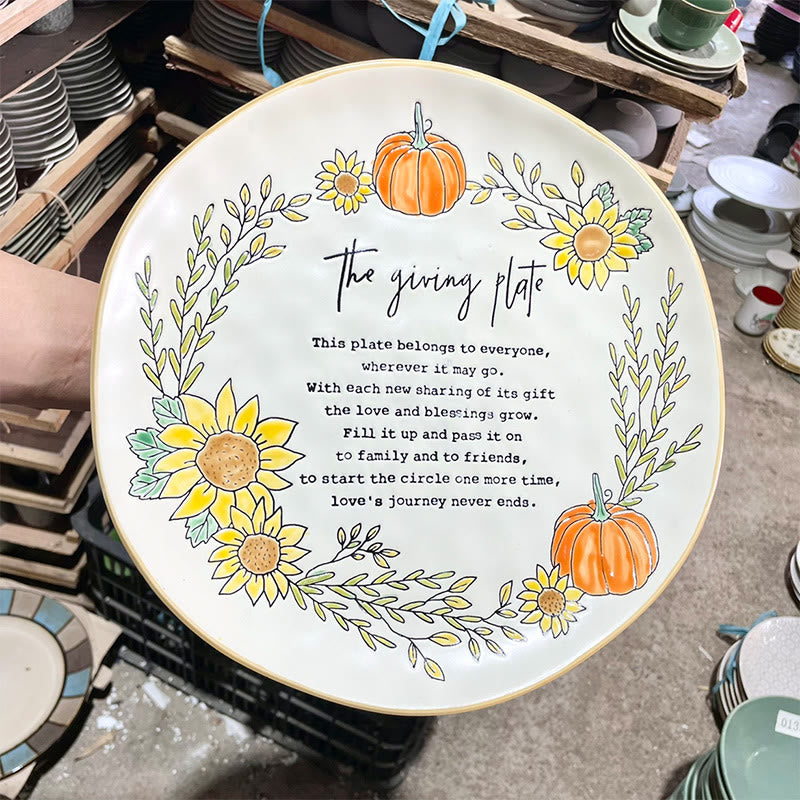 the giving plate
This plate belongs to everyone,
wherever it may go.
With each new sharing of its gift
the love and blessings grow.
Fill it up and pass it on
to family and to friends,
to start the circle one more time,
love's journey never ends.